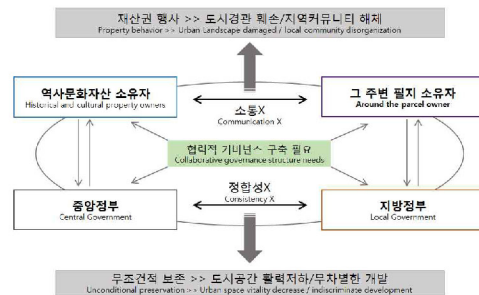 재산권 행사 >> 도시경관 훼손/지역커뮤니티 해체
Property behavior >> Urban Landscape damaged / local community disorganization
역사문화자산 소유자
Historical and cultural property owners
그 주변 필지 소유자
Around the parcel owner
소통X
Communication X
협력적 거버넌스 구축 필요
Collaborative governance structure needs
정합성X
Consistency X
중앙정부
Central Government
지방정부
Local Government
무조건적 보존 >> 도시공간 활력저하/무차별한 개발
Unconditional preservation >> Urban space vitality decrease / indiscriminate development